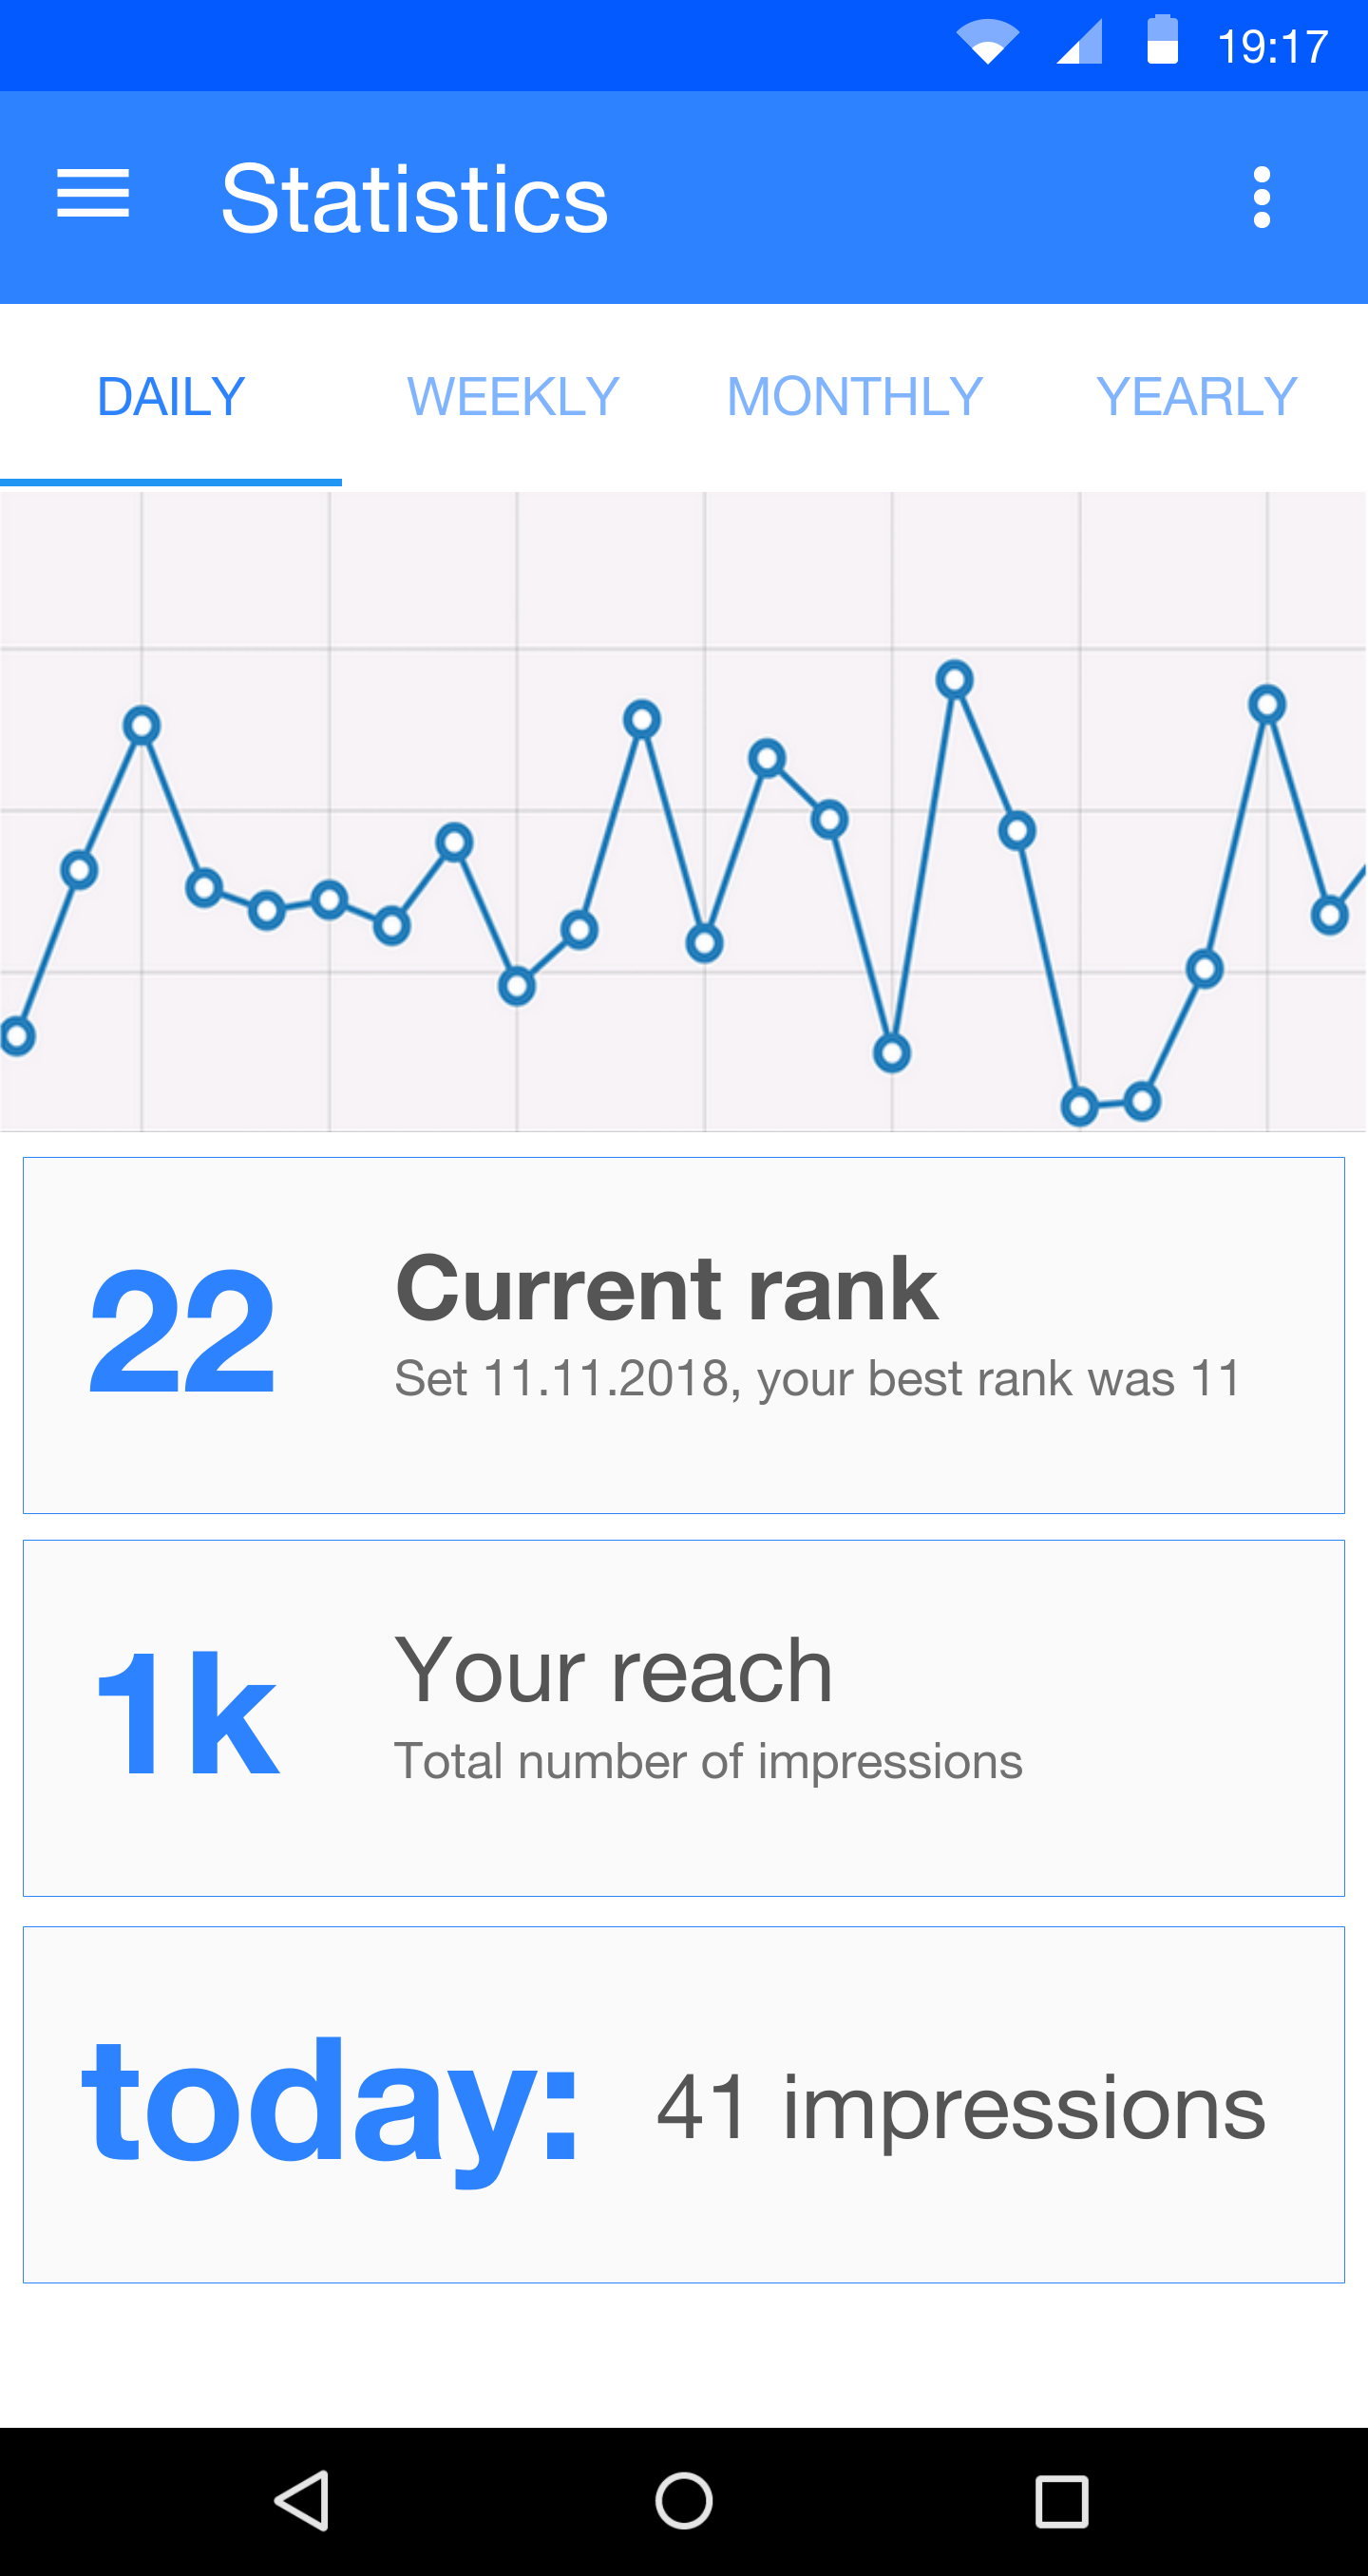 19:17
Statistics
DAILY WEEKLY MONTHLY YEARLY
22 Current rank
Set 11.11.2018, your best rank was 11
1k Your reach
Total number of impressions
today: 41 impressions